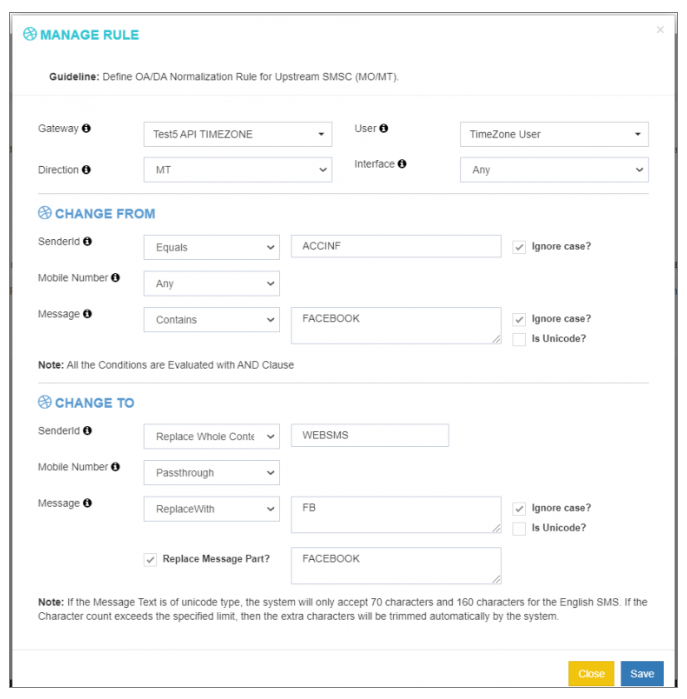 MANAGE RULE
×
Guideline: Define OA/DA Normalization Rule for Upstream SMSC (MO/MT).
Gateway Test5 API TIMEZONE User TimeZone User
Direction MT Interface Any
CHANGE FROM
SenderId Equals ACCINF Ignore case?
Mobile Number Any
Message Contains FACEBOOK Ignore case?
Is Unicode?
Note: All the Conditions are Evaluated with AND Clause
CHANGE TO
SenderId Replace Whole Conte WEBSMS
Mobile Number Passthrough
Message ReplaceWith FB Ignore case?
Is Unicode?
Replace Message Part? FACEBOOK
Note: If the Message Text is of unicode type, the system will only accept 70 characters and 160 characters for the English SMS. If the
Character count exceeds the specified limit, then the extra characters will be trimmed automatically by the system.
Close Save